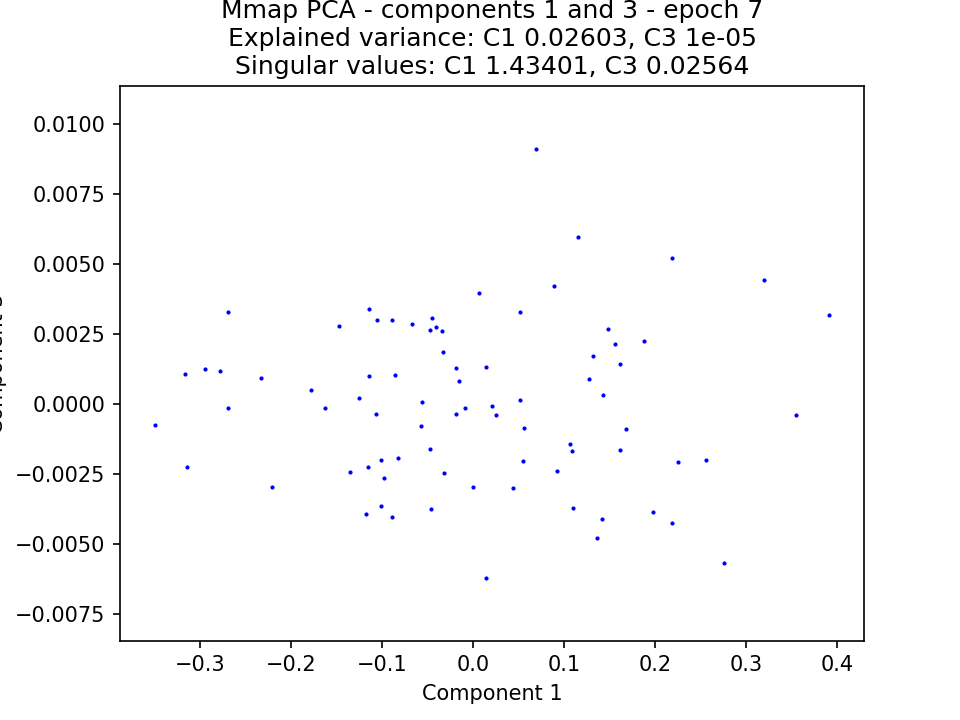 Mmap PCA - components 1 and 3 - epoch 7
Explained variance: C1 0.02603, C3 1e-05
Singular values: C1 1.43401, C3 0.02564
0.0100
0.0075
0.0050
0.0025
0.0000
−0.0025
−0.0050
−0.0075
−0.3 −0.2 −0.1 0.0 0.1 0.2 0.3 0.4
Component 1